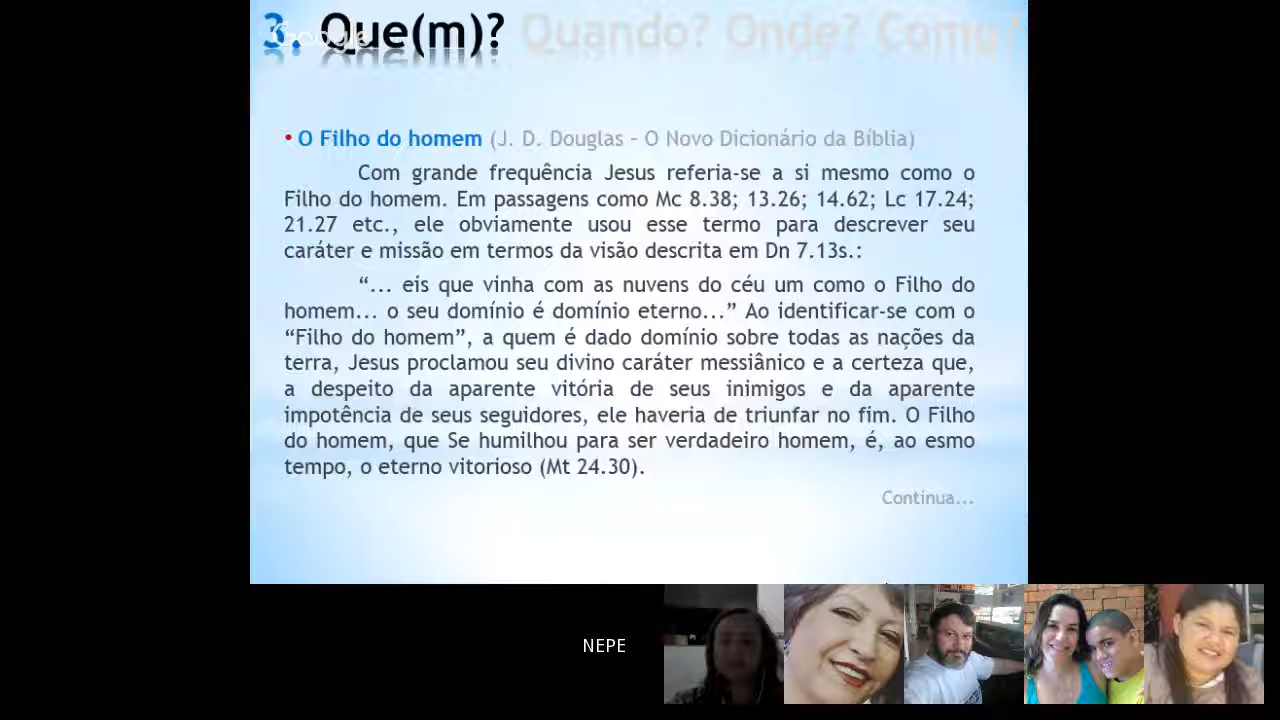 3. Que(m)? Quando? Onde? Como?
Google
• O Filho do homem (J. D. Douglas – O Novo Dicionário da Bíblia)
Com grande frequência Jesus referia-se a si mesmo como o
Filho do homem. Em passagens como Mc 8.38; 13.26; 14.62; Lc 17.24;
21.27 etc., ele obviamente usou esse termo para descrever seu
caráter e missão em termos da visão descrita em Dn 7.13s.:
“... eis que vinha com as nuvens do céu um como o Filho do
homem... o seu domínio é domínio eterno...” Ao identificar-se com o
“Filho do homem”, a quem é dado domínio sobre todas as nações da
terra, Jesus proclamou seu divino caráter messiânico e a certeza que,
a despeito da aparente vitória de seus inimigos e da aparente
impotência de seus seguidores, ele haveria de triunfar no fim. O Filho
do homem, que Se humilhou para ser verdadeiro homem, é, ao esmo
tempo, o eterno vitorioso (Mt 24.30).
Continua...
NEPE